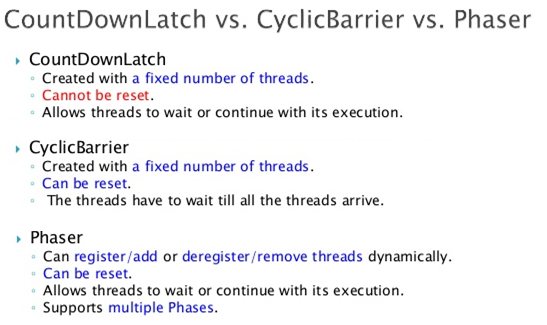 CountDownLatch vs. CyclicBarrier vs. Phaser
CountDownLatch
Created with a fixed number of threads.
Cannot be reset.
Allows threads to wait or continue with its execution.
CyclicBarrier
Created with a fixed number of threads.
Can be reset.
The threads have to wait till all the threads arrive.
Phaser
Can register/add or deregister/remove threads dynamically.
Can be reset.
Allows threads to wait or continue with its execution.
Supports multiple Phases.